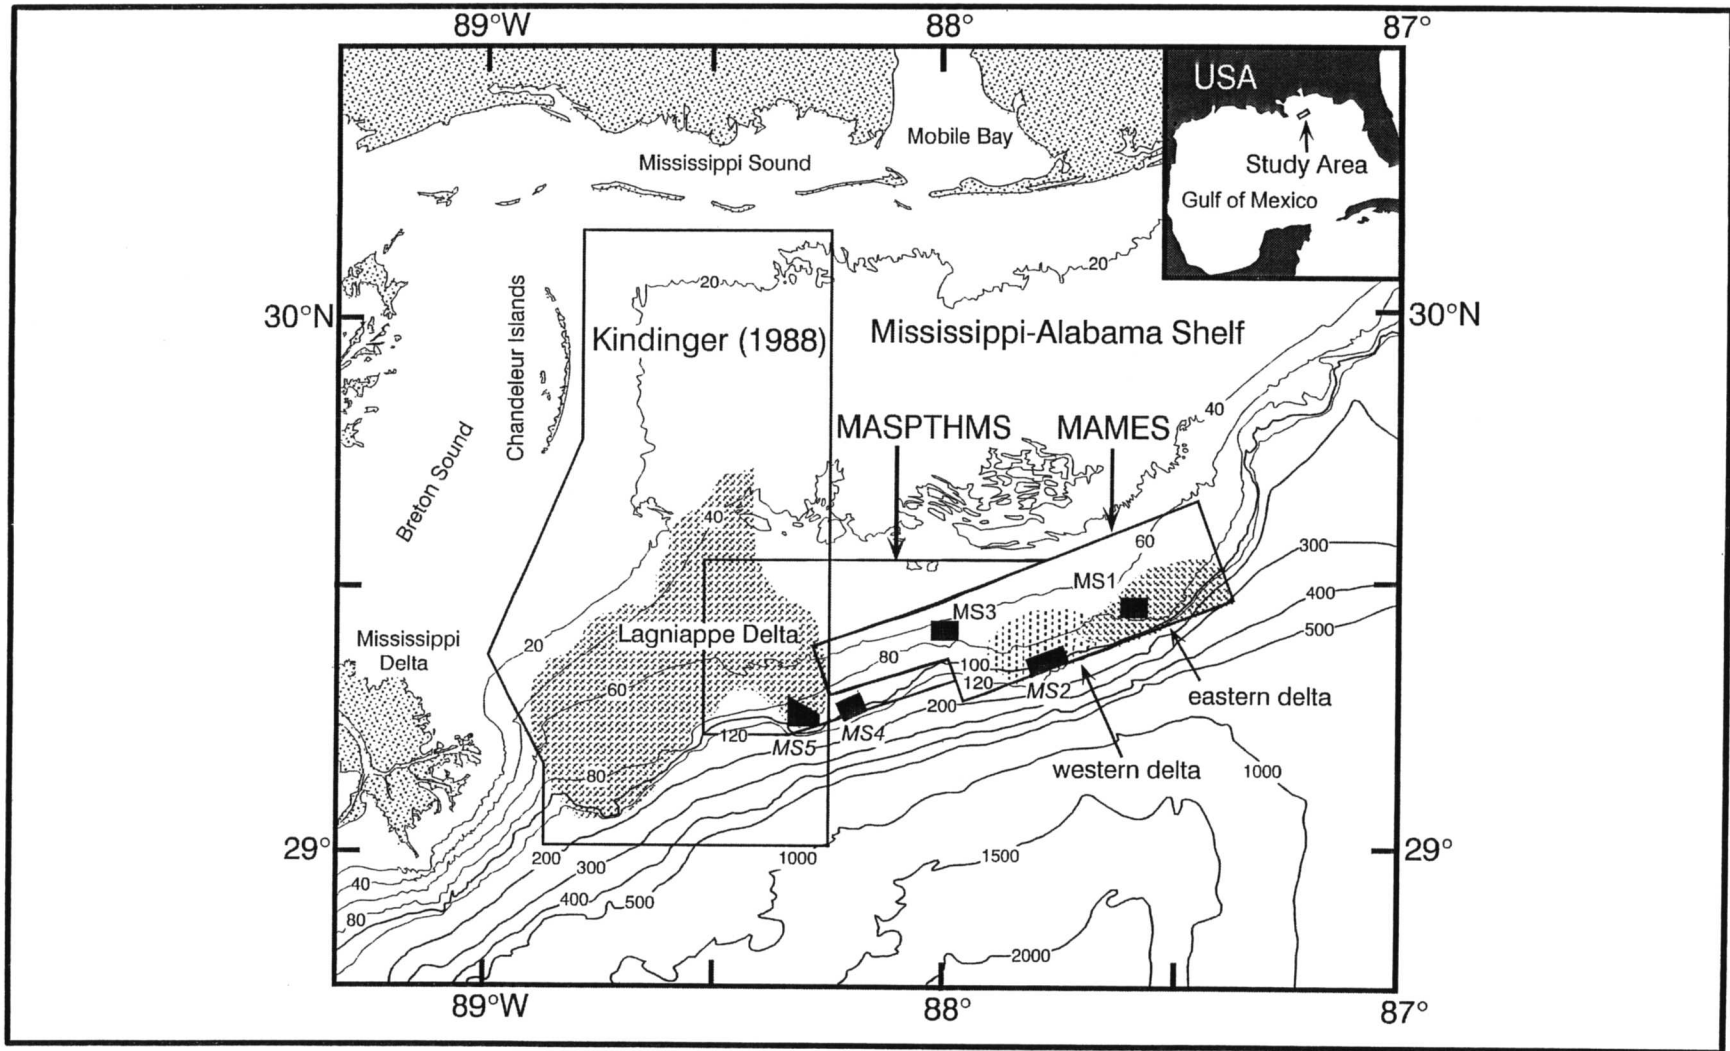 89°W
88°
87°
USA
Study Area
Gulf of Mexico
Mobile Bay
Mississippi Sound
20
20
30°N
30°N
Chandeleur Islands
Kindinger (1988)
Mississippi-Alabama Shelf
Breton Sound
MASPTHMS
MAMES
40
40
60
300
MS1
400
MS3
500
Mississippi
Delta
20
Lagniappe Delta
80
100
120
MS2
200
60
eastern delta
120
MS5
MS4
western delta
80
1000
29°
29°
200
1000
300
1500
40
80
400
500
2000
89°W
88°
87°